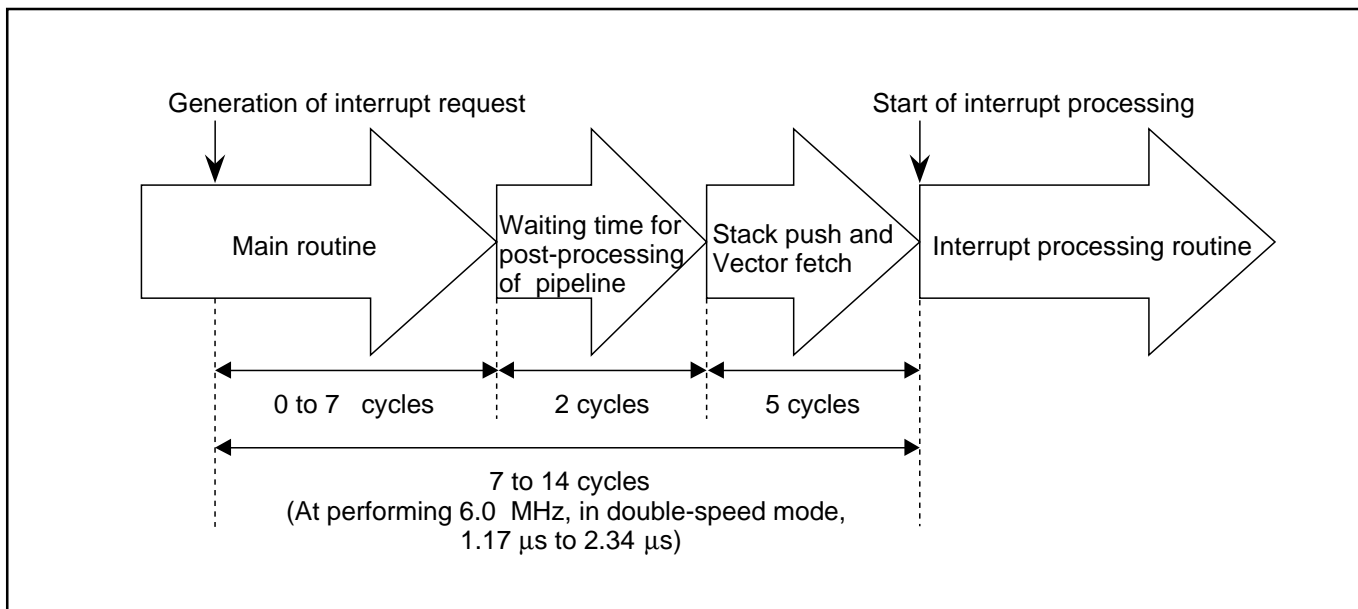 Generation of interrupt request
Start of interrupt processing
Main routine
Waiting time for
post-processing
of pipeline
Stack push and
Vector fetch
Interrupt processing routine
0 to 7 cycles
2 cycles
5 cycles
7 to 14 cycles
(At performing 6.0 MHz, in double-speed mode,
1.17 μs to 2.34 μs)